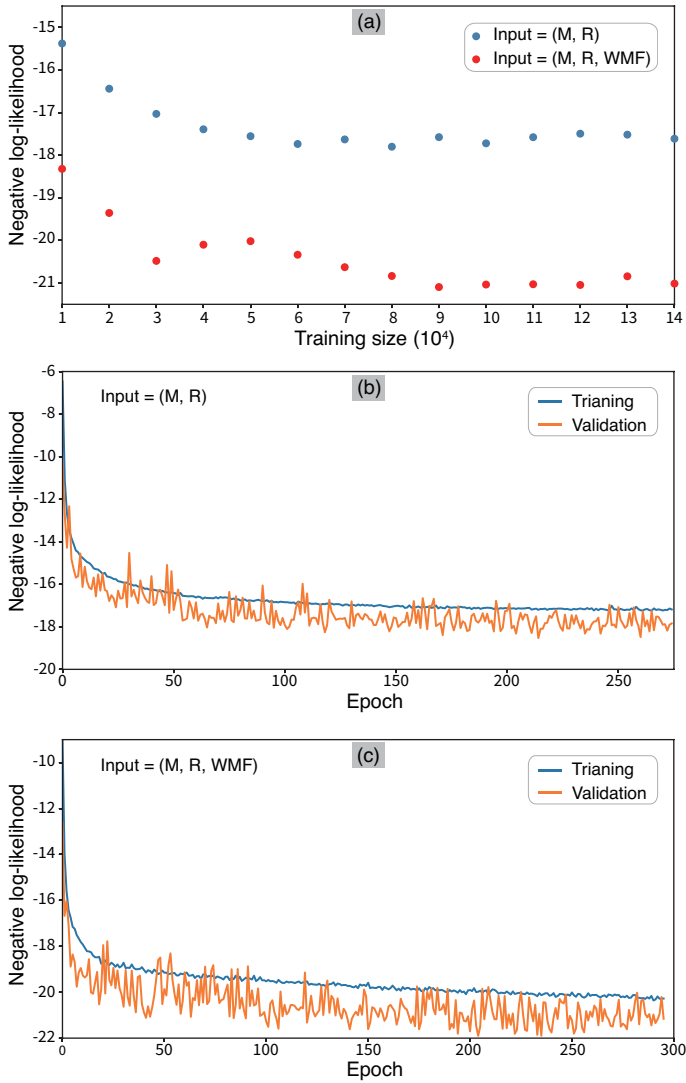 (a)
Input = (M, R)
Input = (M, R, WMF)
Negative log-likelihood
-15
-16
-17
-18
-19
-20
-21
1 2 3 4 5 6 7 8 9 10 11 12 13 14
Training size (10⁴)
(b)
Input = (M, R)
Trianing
Validation
Negative log-likelihood
-6
-8
-10
-12
-14
-16
-18
-20
0 50 100 150 200 250
Epoch
(c)
Input = (M, R, WMF)
Trianing
Validation
Negative log-likelihood
-10
-12
-14
-16
-18
-20
-22
0 50 100 150 200 250 300
Epoch